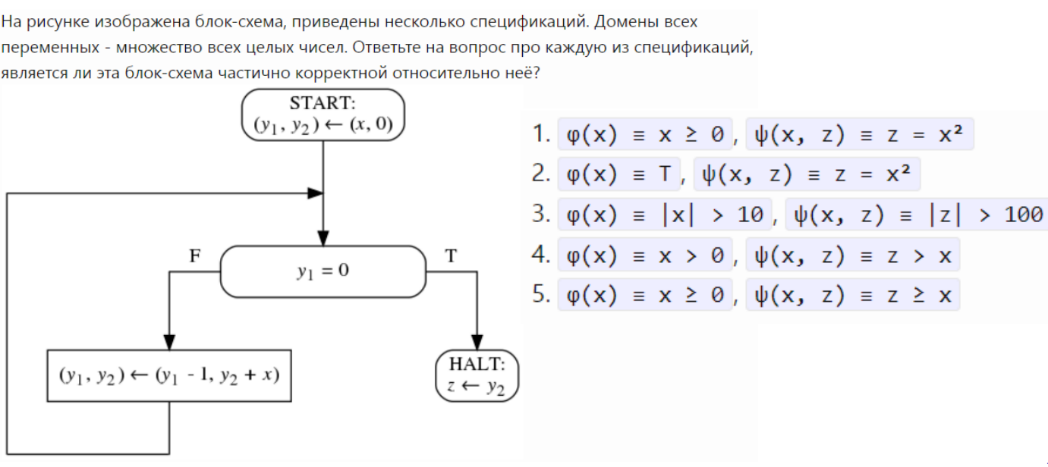 На рисунке изображена блок-схема, приведены несколько спецификаций. Домены всех
переменных - множество всех целых чисел. Ответьте на вопрос про каждую из спецификаций,
является ли эта блок-схема частично корректной относительно неё?
START:
(y₁, y₂) ← (x, 0)
F
y₁ = 0
T
(y₁, y₂) ← (y₁ - 1, y₂ + x)
HALT:
z ← y₂
1. φ(x) ≡ x ≥ 0, ψ(x, z) ≡ z = x²
2. φ(x) ≡ T, ψ(x, z) ≡ z = x²
3. φ(x) ≡ |x| > 10, ψ(x, z) ≡ |z| > 100
4. φ(x) ≡ x > 0, ψ(x, z) ≡ z > x
5. φ(x) ≡ x ≥ 0, ψ(x, z) ≡ z ≥ x